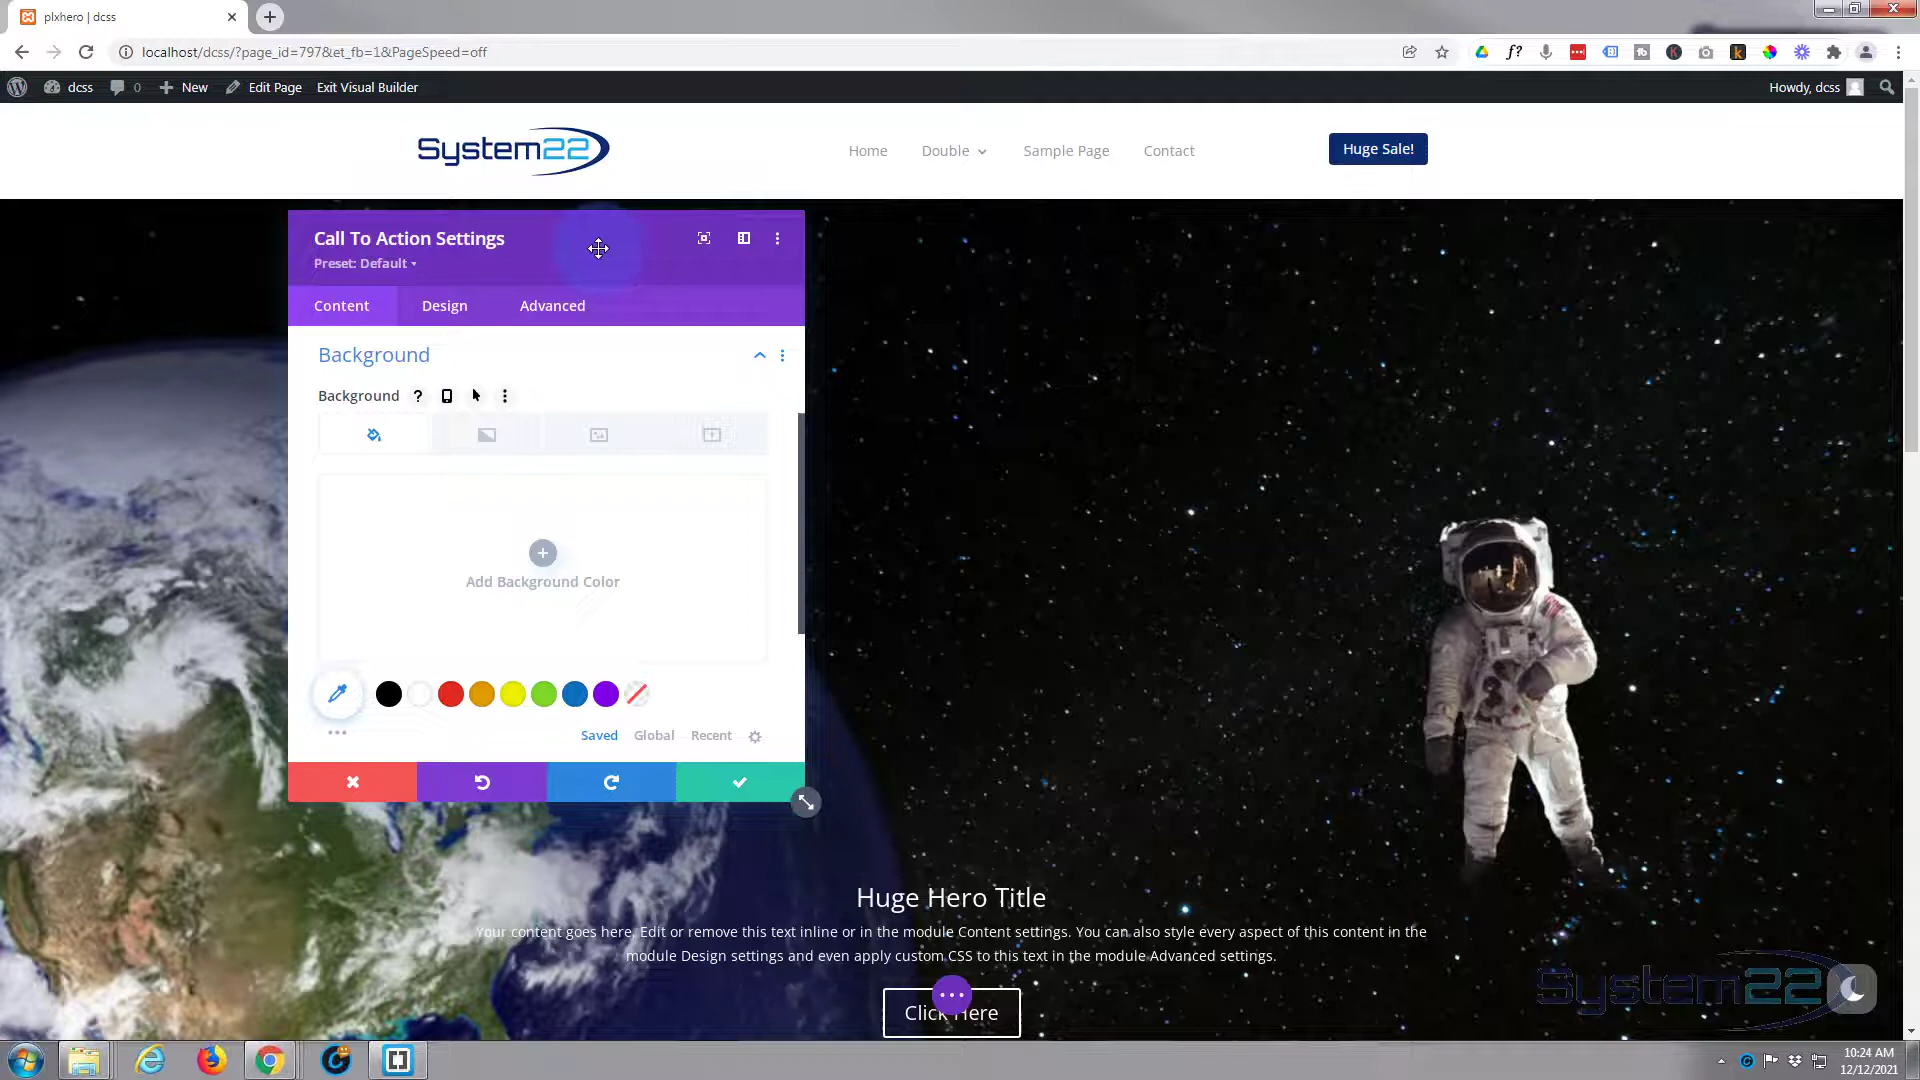 plxhero | dcss
localhost/dcss/?page_id=797&et_fb=1&PageSpeed=off
dcss 0 New Edit Page Exit Visual Builder Howdy, dcss
System22 Home Double Sample Page Contact Huge Sale!
Call To Action Settings
Preset: Default
Content Design Advanced
Background
Background ?
Add Background Color
Saved Global Recent
Huge Hero Title
Your content goes here. Edit or remove this text inline or in the module Content settings. You can also style every aspect of this content in the
module Design settings and even apply custom CSS to this text in the module Advanced settings.
Click Here
System22
10:24 AM
12/12/2021